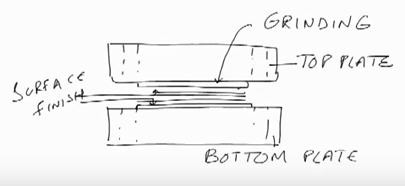 GRINDING
TOP PLATE
SURFACE
FINISH
BOTTOM PLATE